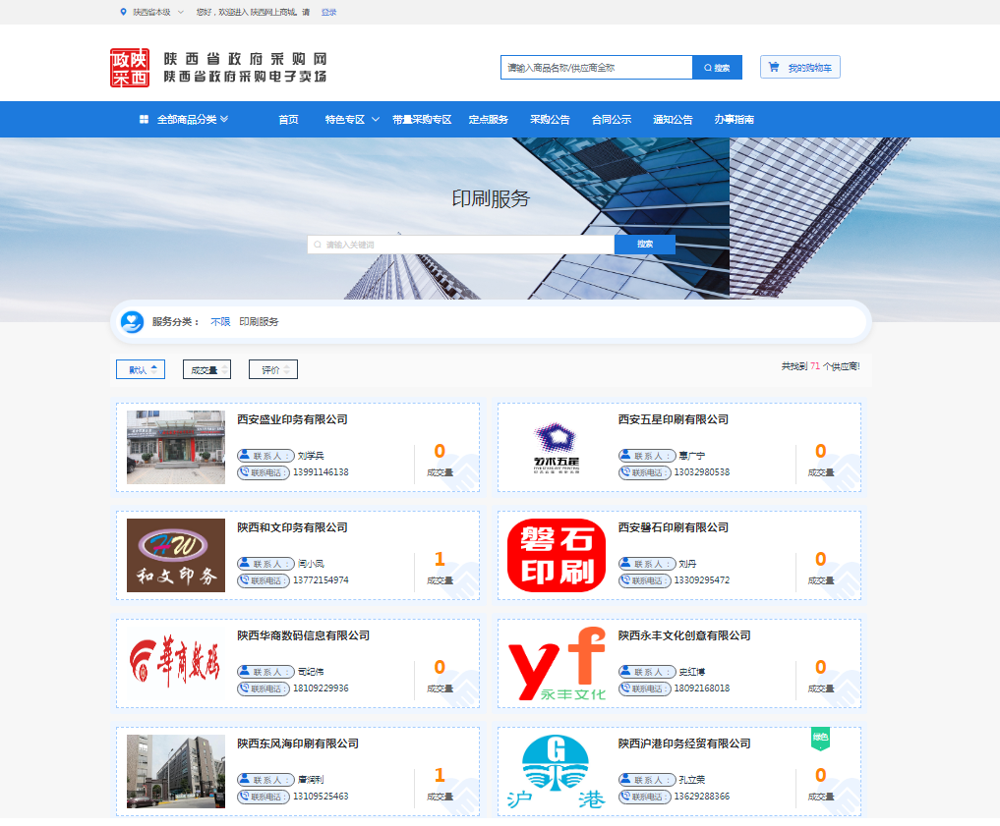 陕西省本级 您好，欢迎进入 陕西网上商城。请 登录
政陕
采西
陕西省政府采购网
陕西省政府采购电子卖场
请输入商品名称/供应商全称 搜索 我的购物车
全部商品分类 首页 特色专区 带量采购专区 定点服务 采购公告 合同公示 通知公告 办事指南
印刷服务
请输入关键词 搜索
服务分类： 不限 印刷服务
默认 成交量 评价 共找到 71 个供应商!
西安盛业印务有限公司
联系人： 刘学兵
联系电话： 13991146138
0
成交量
艺术五星
西安五星印刷有限公司
联系人： 惠广宁
联系电话： 13032980538
0
成交量
HW
和文印务
陕西和文印务有限公司
联系人： 闫小凤
联系电话： 13772154974
1
成交量
磐石
印刷
西安磐石印刷有限公司
联系人： 刘丹
联系电话： 13309295472
0
成交量
華商数码
陕西华商数码信息有限公司
联系人： 司纪伟
联系电话： 18109229936
0
成交量
yf
永丰文化
陕西永丰文化创意有限公司
联系人： 史红博
联系电话： 18092168018
0
成交量
陕西东风海印刷有限公司
联系人： 唐润利
联系电话： 13109525463
1
成交量
G
沪 港
陕西沪港印务经贸有限公司
联系人： 孔立荣
联系电话： 13629288366
绿色
0
成交量